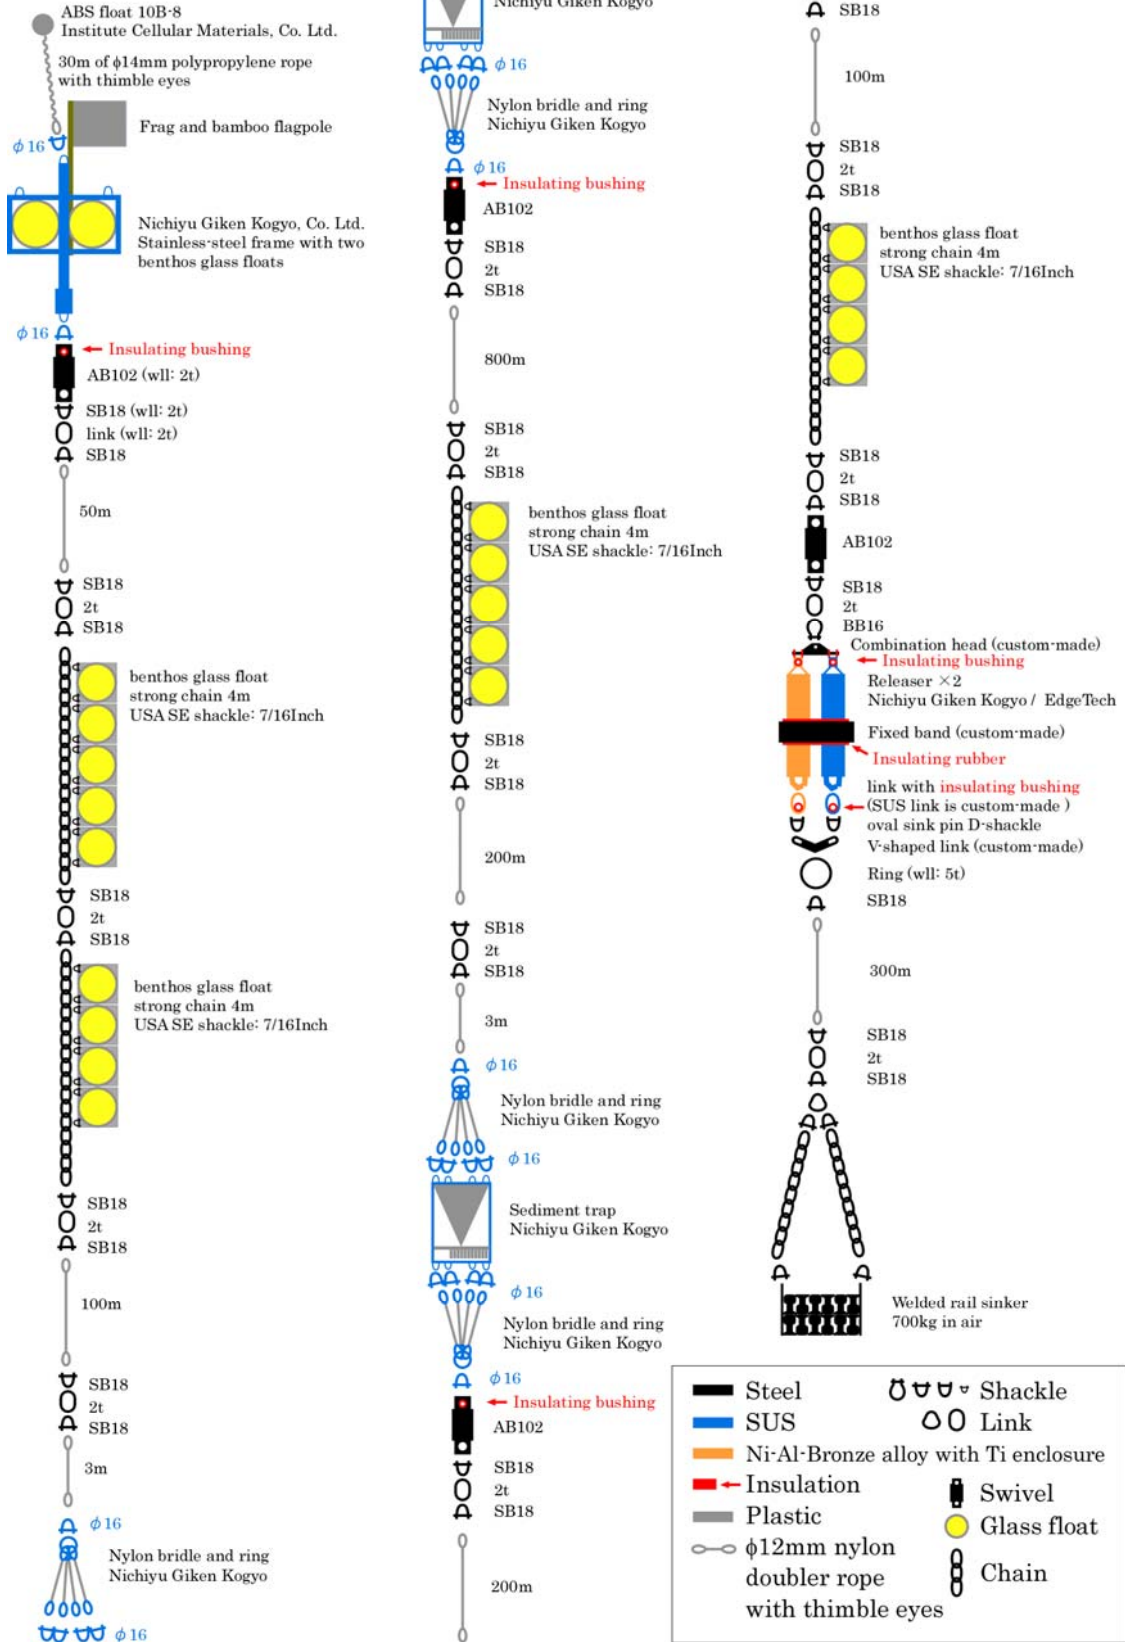 ABS float 10B-8
Institute Cellular Materials, Co. Ltd.
30m of ϕ14mm polypropylene rope
with thimble eyes
Frag and bamboo flagpole
ϕ16
Nichiyu Giken Kogyo, Co. Ltd.
Stainless-steel frame with two
benthos glass floats
ϕ16
Insulating bushing
AB102 (wll: 2t)
SB18 (wll: 2t)
link (wll: 2t)
SB18
50m
SB18
2t
SB18
benthos glass float
strong chain 4m
USA SE shackle: 7/16Inch
SB18
2t
SB18
benthos glass float
strong chain 4m
USA SE shackle: 7/16Inch
SB18
2t
SB18
100m
SB18
2t
SB18
3m
ϕ16
Nylon bridle and ring
Nichiyu Giken Kogyo
ϕ16
Nichiyu Giken Kogyo
ϕ16
Nylon bridle and ring
Nichiyu Giken Kogyo
ϕ16
Insulating bushing
AB102
SB18
2t
SB18
800m
SB18
2t
SB18
benthos glass float
strong chain 4m
USA SE shackle: 7/16Inch
SB18
2t
SB18
200m
SB18
2t
SB18
3m
ϕ16
Nylon bridle and ring
Nichiyu Giken Kogyo
ϕ16
Sediment trap
Nichiyu Giken Kogyo
ϕ16
Nylon bridle and ring
Nichiyu Giken Kogyo
ϕ16
Insulating bushing
AB102
SB18
2t
SB18
200m
SB18
100m
SB18
2t
SB18
benthos glass float
strong chain 4m
USA SE shackle: 7/16Inch
SB18
2t
SB18
AB102
SB18
2t
BB16
Combination head (custom-made)
Insulating bushing
Releaser ×2
Nichiyu Giken Kogyo / EdgeTech
Fixed band (custom-made)
Insulating rubber
link with insulating bushing
(SUS link is custom-made )
oval sink pin D-shackle
V-shaped link (custom-made)
Ring (wll: 5t)
SB18
300m
SB18
2t
SB18
Welded rail sinker
700kg in air
Steel
SUS
Ni-Al-Bronze alloy with Ti enclosure
Insulation
Plastic
ϕ12mm nylon
doubler rope
with thimble eyes
Shackle
Link
Swivel
Glass float
Chain